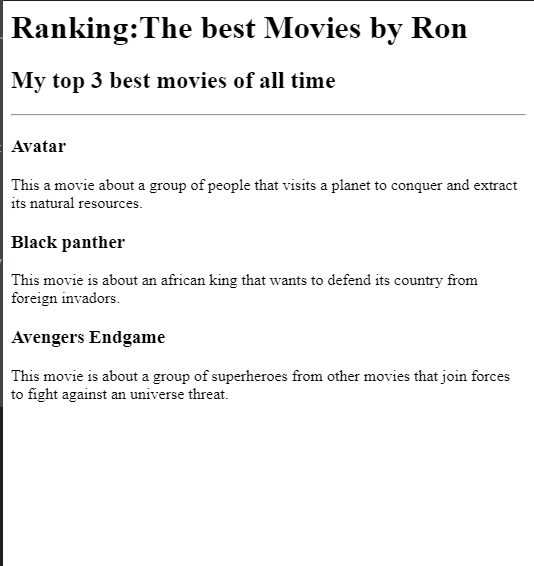 Ranking:The best Movies by Ron
My top 3 best movies of all time
Avatar
This a movie about a group of people that visits a planet to conquer and extract
its natural resources.
Black panther
This movie is about an african king that wants to defend its country from
foreign invadors.
Avengers Endgame
This movie is about a group of superheroes from other movies that join forces
to fight against an universe threat.